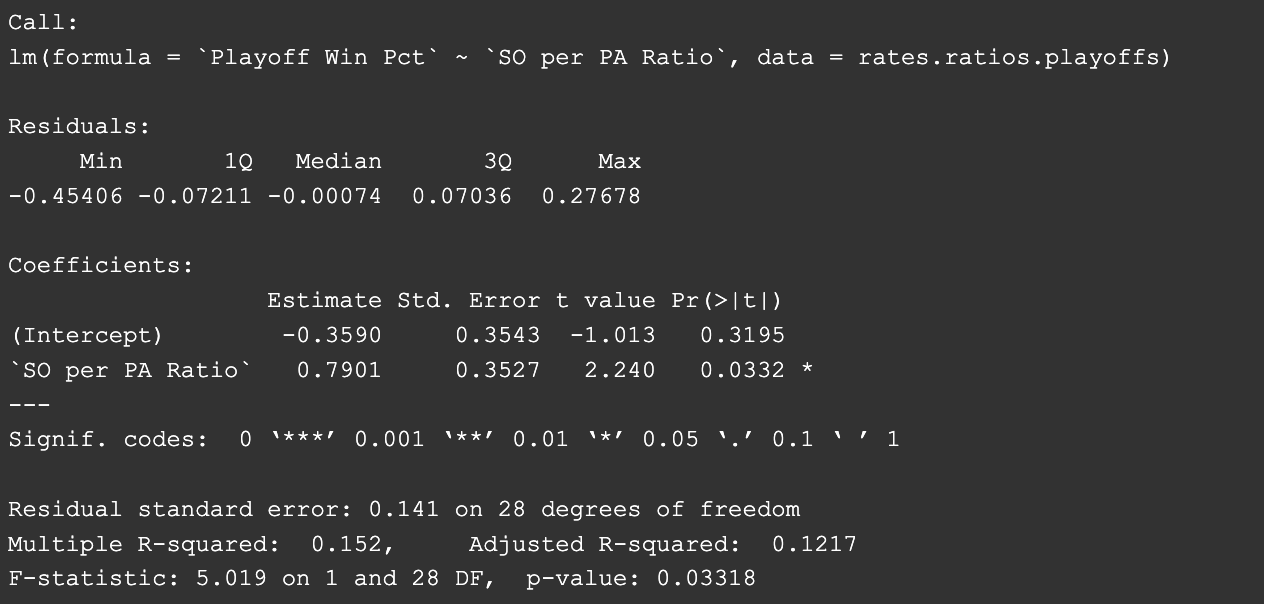 Call:
lm(formula = `Playoff Win Pct` ~ `SO per PA Ratio`, data = rates.ratios.playoffs)
Residuals:
Min 1Q Median 3Q Max
-0.45406 -0.07211 -0.00074 0.07036 0.27678
Coefficients:
Estimate Std. Error t value Pr(>|t|)
(Intercept) -0.3590 0.3543 -1.013 0.3195
`SO per PA Ratio` 0.7901 0.3527 2.240 0.0332 *
---
Signif. codes: 0 ‘***’ 0.001 ‘**’ 0.01 ‘*’ 0.05 ‘.’ 0.1 ‘ ’ 1
Residual standard error: 0.141 on 28 degrees of freedom
Multiple R-squared: 0.152, Adjusted R-squared: 0.1217
F-statistic: 5.019 on 1 and 28 DF, p-value: 0.03318